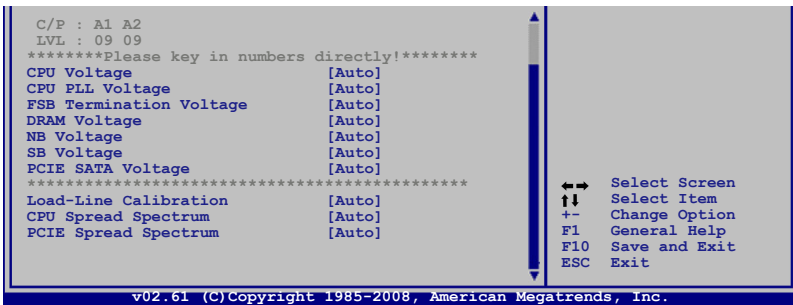 C/P : A1 A2
LVL : 09 09
********Please key in numbers directly!********
CPU Voltage [Auto]
CPU PLL Voltage [Auto]
FSB Termination Voltage [Auto]
DRAM Voltage [Auto]
NB Voltage [Auto]
SB Voltage [Auto]
PCIE SATA Voltage [Auto]
**********************************************
Load-Line Calibration [Auto]
CPU Spread Spectrum [Auto]
PCIE Spread Spectrum [Auto]
←→ Select Screen
↑↓ Select Item
+- Change Option
F1 General Help
F10 Save and Exit
ESC Exit
v02.61 (C)Copyright 1985-2008, American Megatrends, Inc.